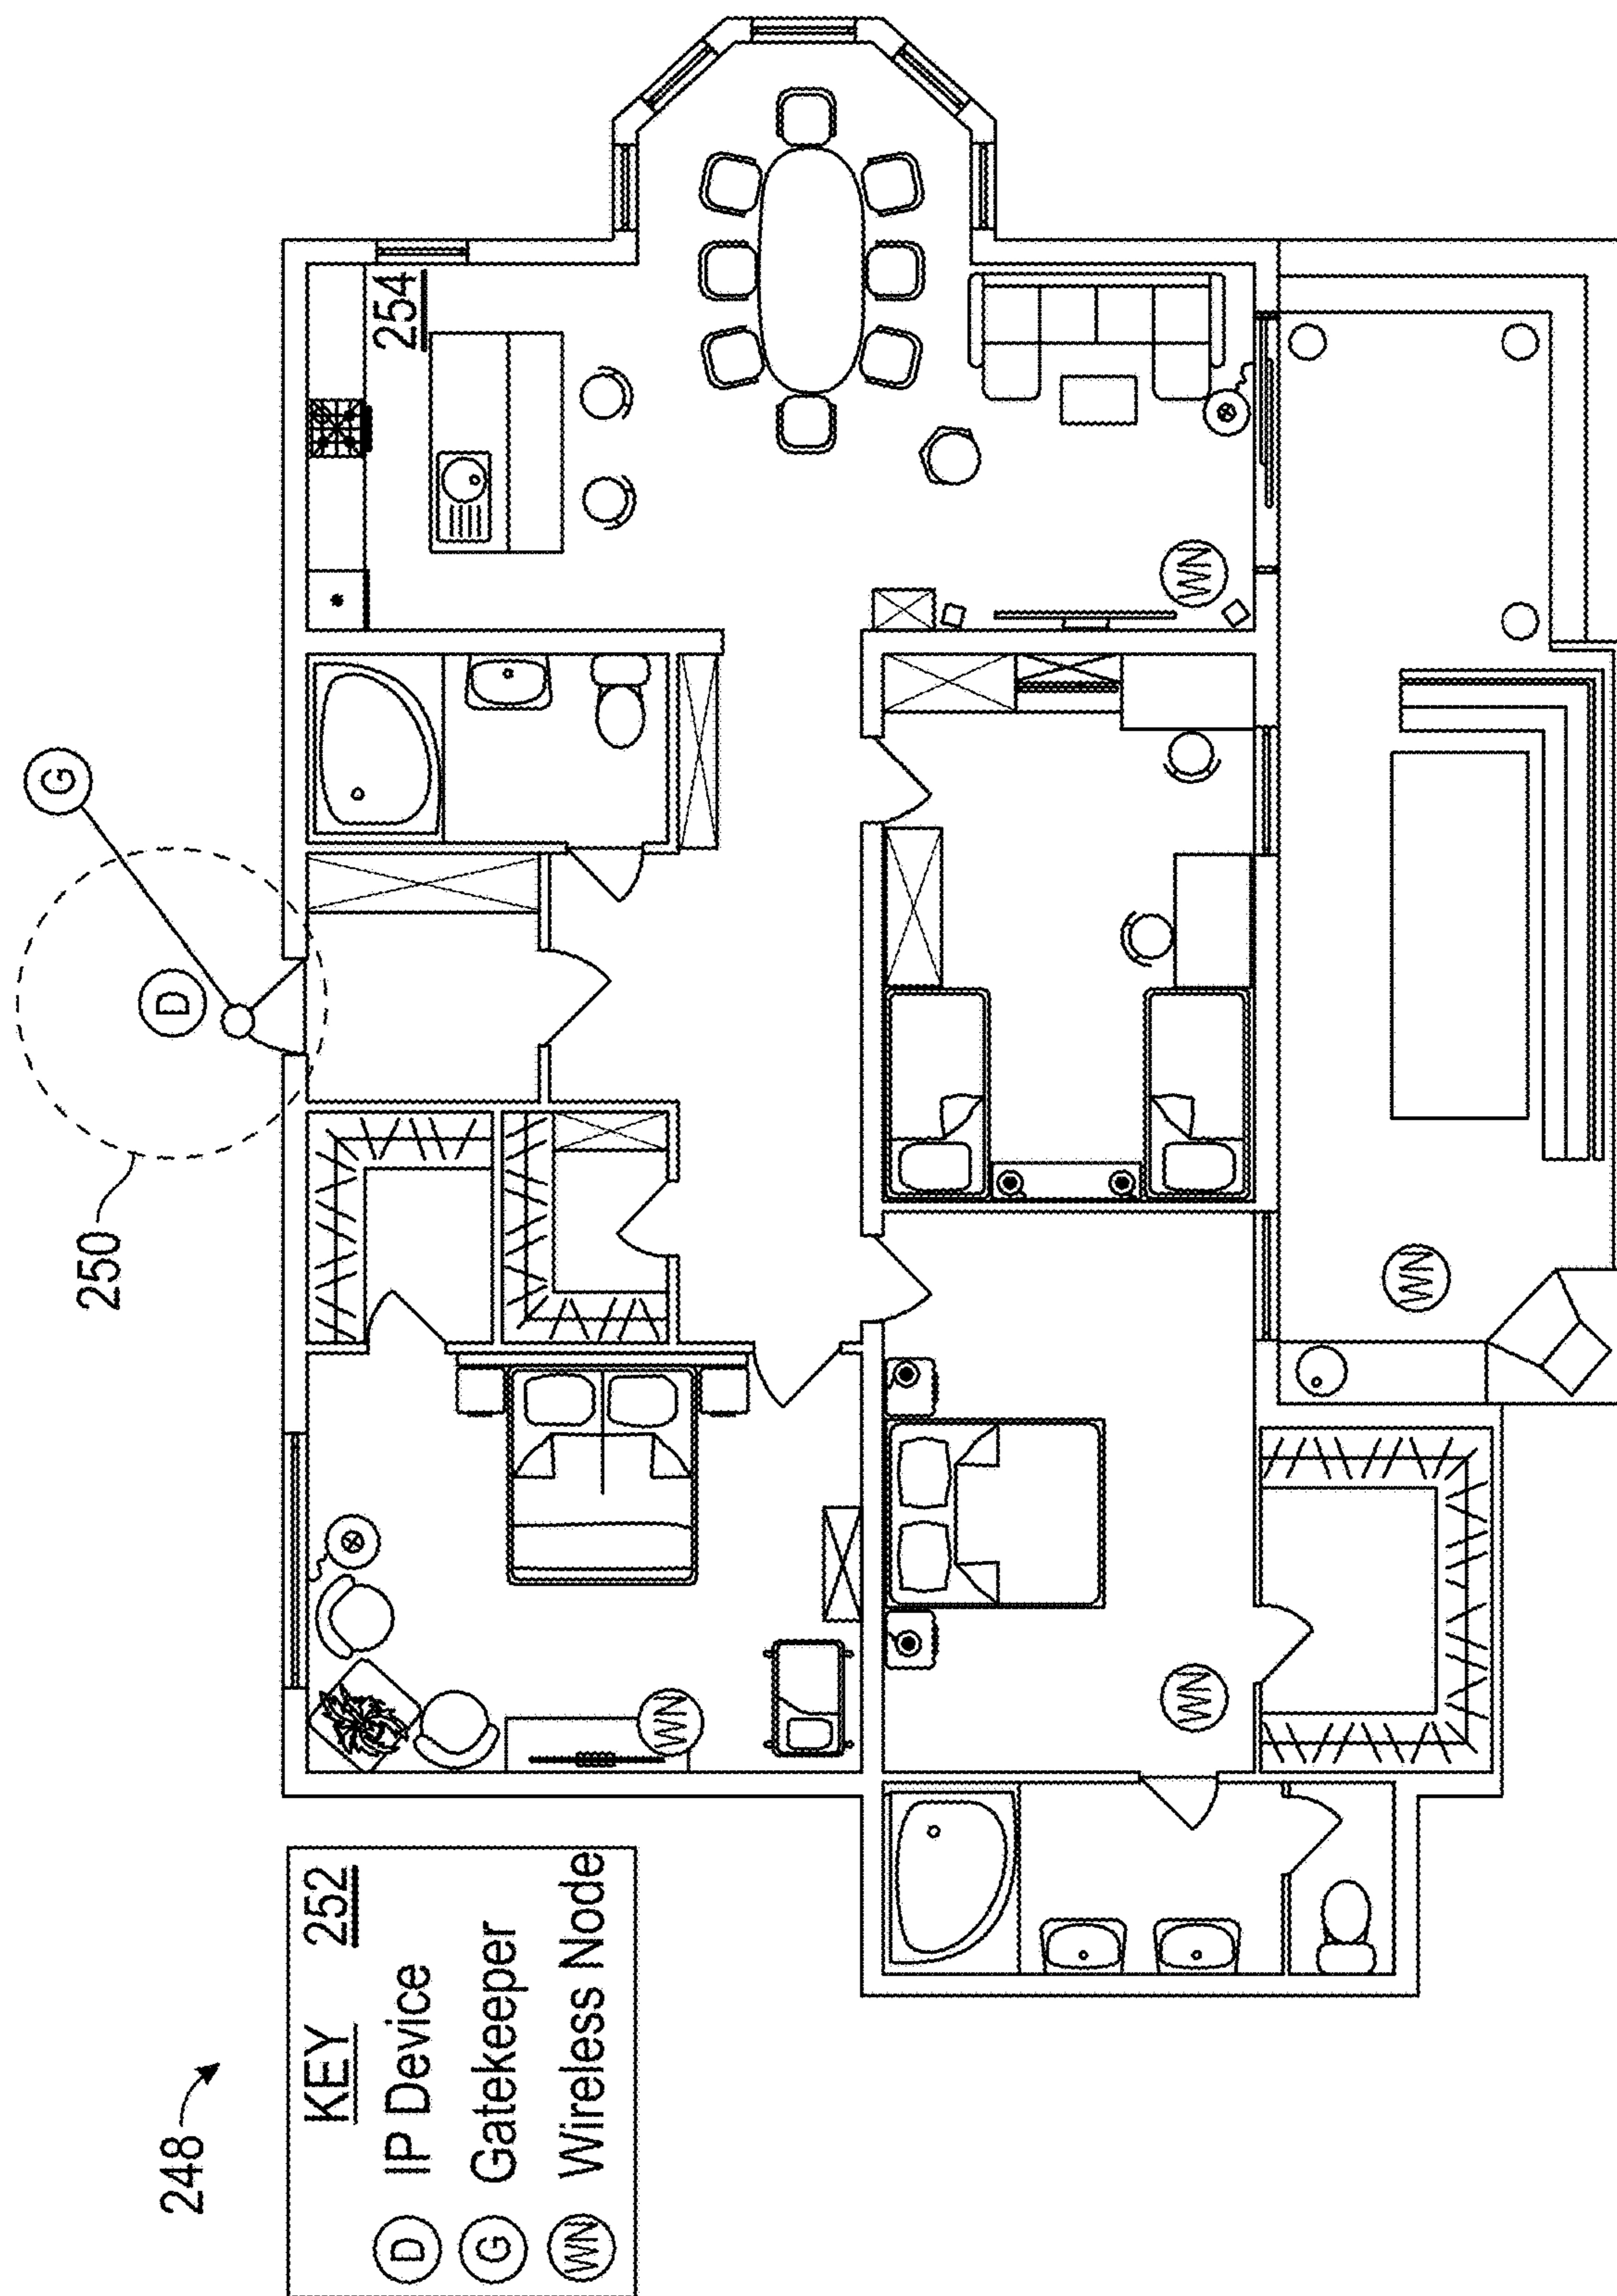 248
KEY 252
D IP Device
G Gatekeeper
WN Wireless Node
250
D
G
254
WN
WN
WN
WN